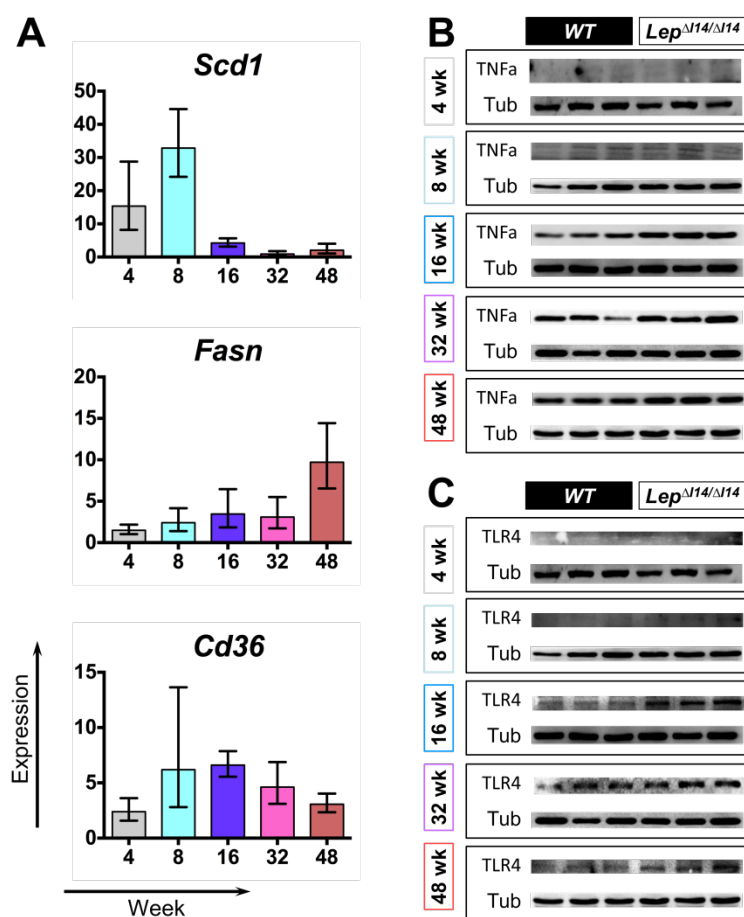 A
Scd1
50
40
30
20
10
0
4 8 16 32 48
Fasn
20
15
10
5
0
4 8 16 32 48
Cd36
15
10
5
0
4 8 16 32 48
Expression
Week
B
WT Lep^ΔI14/ΔI14
4 wk
TNFa
Tub
8 wk
TNFa
Tub
16 wk
TNFa
Tub
32 wk
TNFa
Tub
48 wk
TNFa
Tub
C
WT Lep^ΔI14/ΔI14
4 wk
TLR4
Tub
8 wk
TLR4
Tub
16 wk
TLR4
Tub
32 wk
TLR4
Tub
48 wk
TLR4
Tub